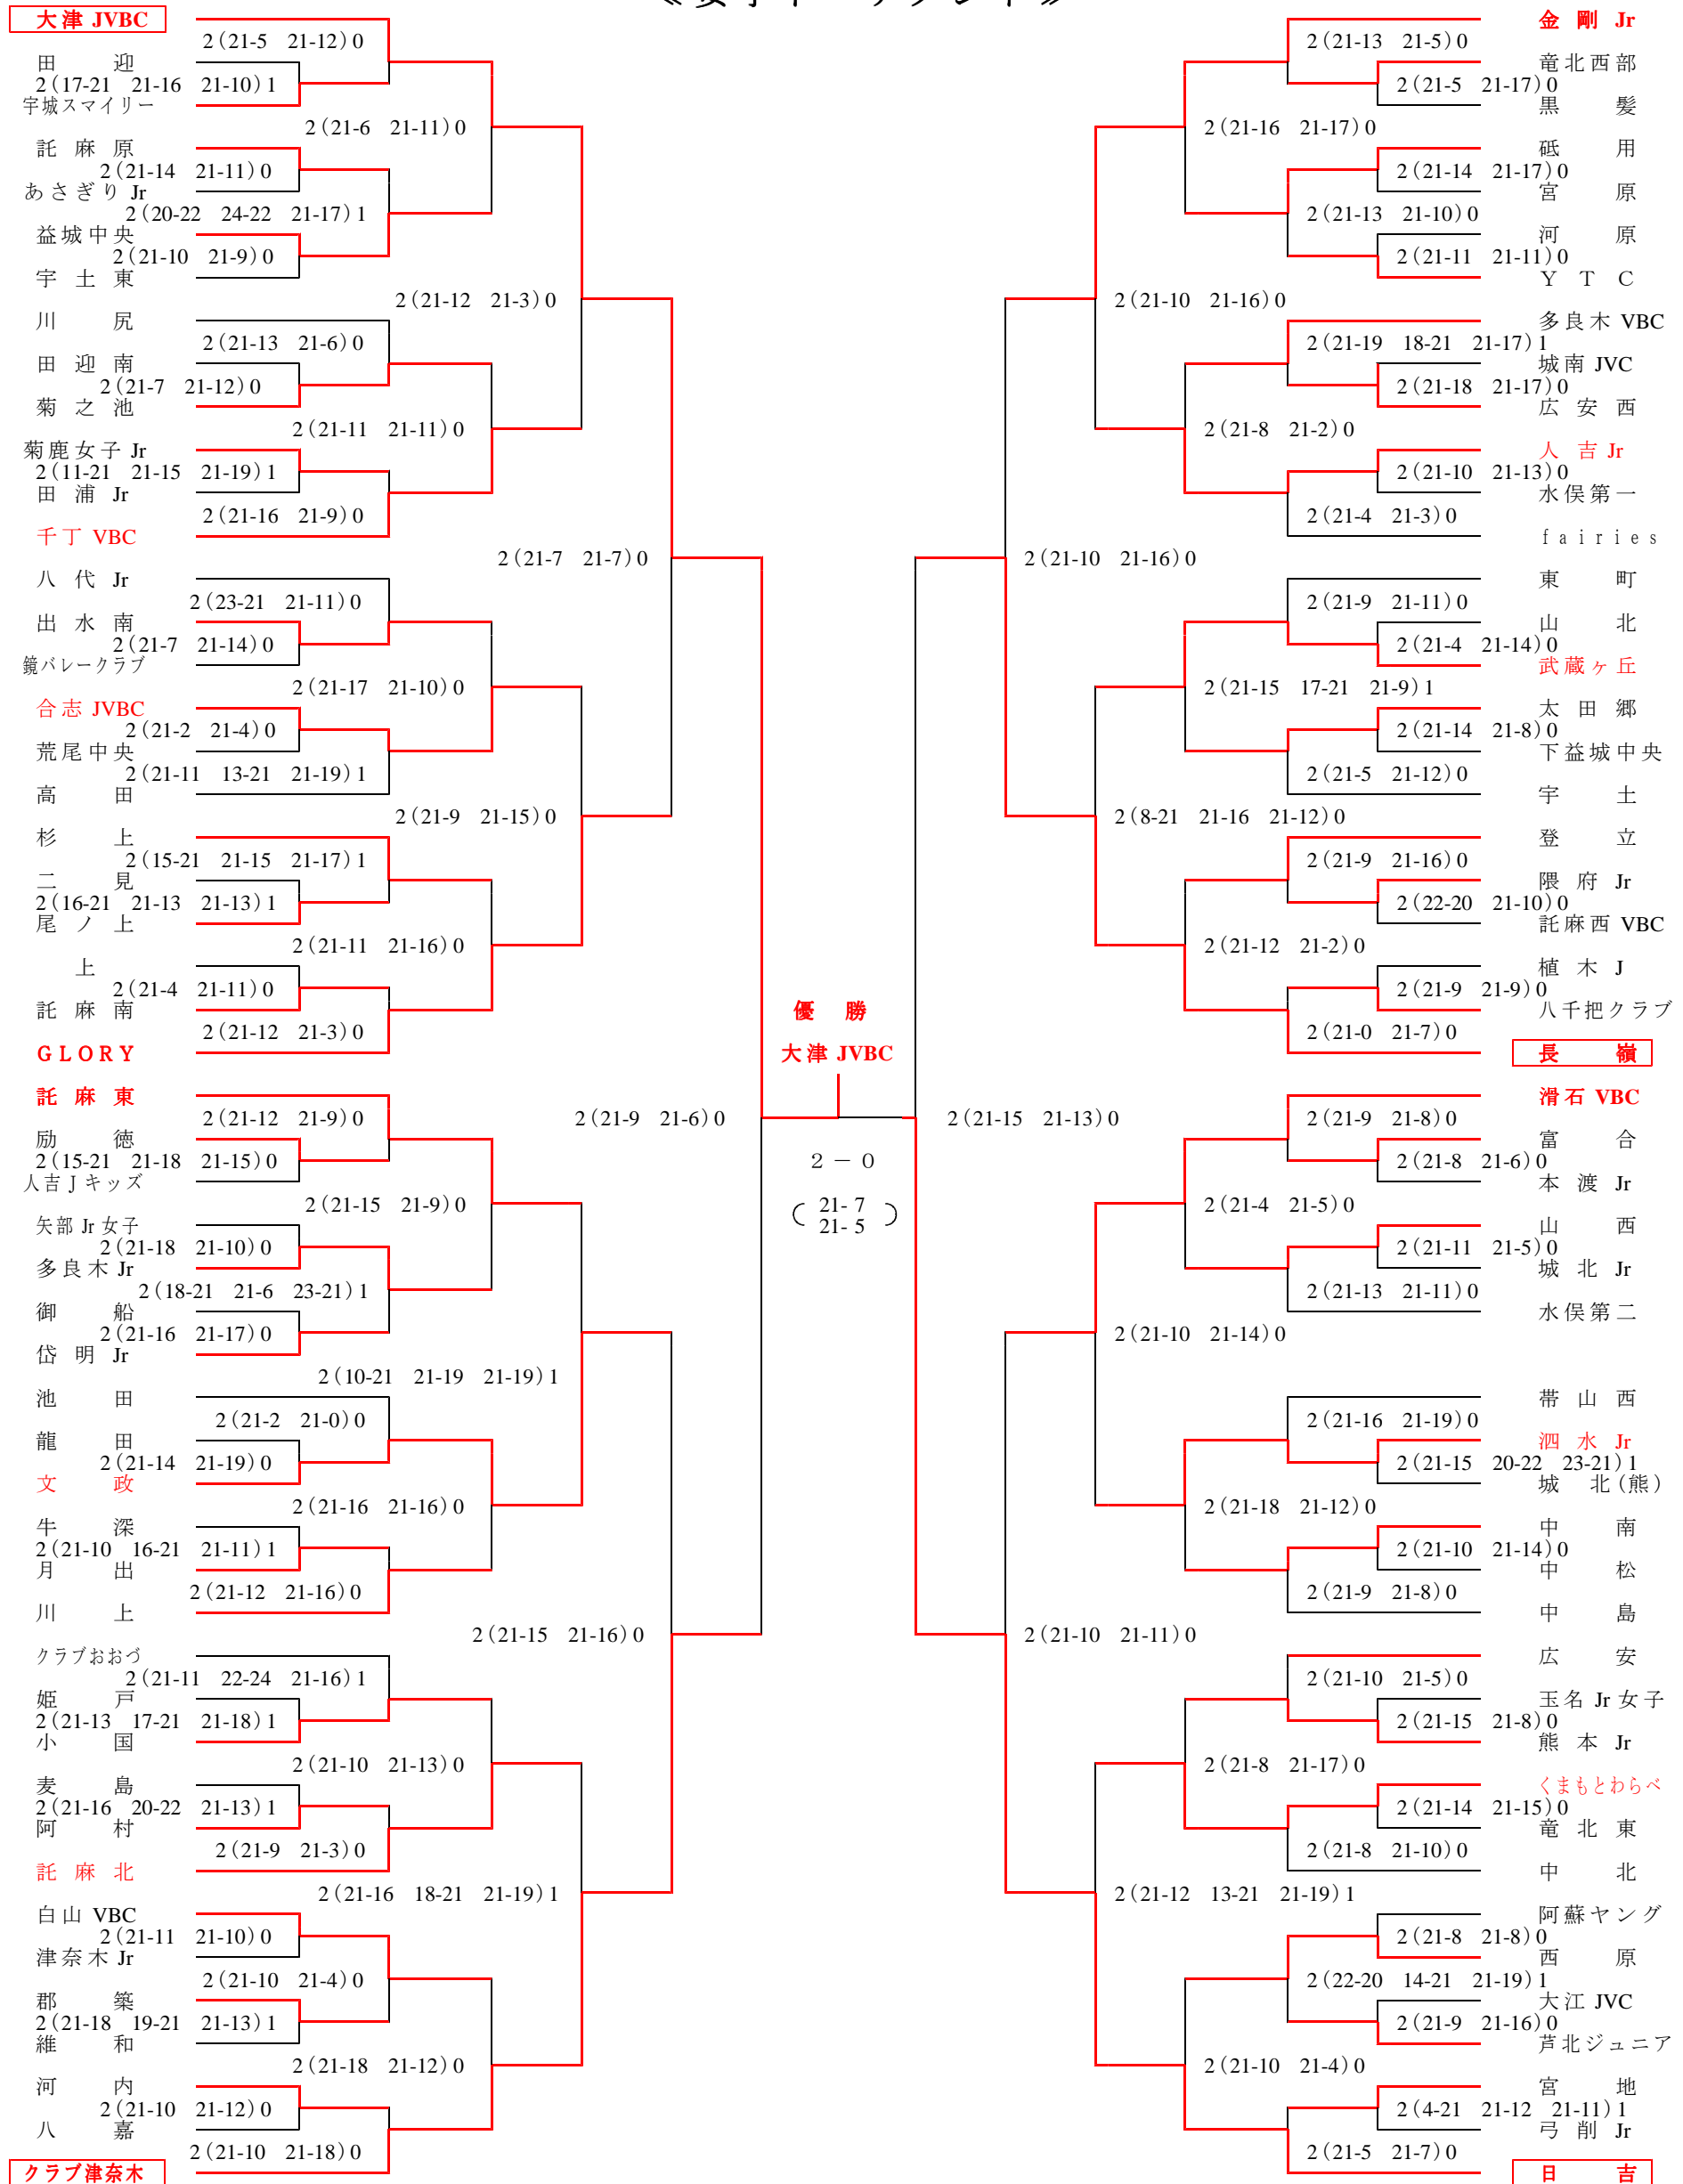 大津 JVBC
2(21-5 21-12)0
田迎
2(17-21 21-16 21-10)1
宇城スマイリー
2(21-6 21-11)0
託麻原
2(21-14 21-11)0
あさぎり Jr
2(20-22 24-22 21-17)1
益城中央
2(21-10 21-9)0
宇土東
2(21-12 21-3)0
川尻
2(21-13 21-6)0
田迎南
2(21-7 21-12)0
菊之池
2(21-11 21-11)0
菊鹿女子 Jr
2(11-21 21-15 21-19)1
田浦 Jr
2(21-16 21-9)0
千丁 VBC
2(21-7 21-7)0
八代 Jr
2(23-21 21-11)0
出水南
2(21-7 21-14)0
鏡バレークラブ
2(21-17 21-10)0
合志 JVBC
2(21-2 21-4)0
荒尾中央
2(21-11 13-21 21-19)1
高田
2(21-9 21-15)0
杉上
2(15-21 21-15 21-17)1
二見
2(16-21 21-13 21-13)1
尾ノ上
2(21-11 21-16)0
上
2(21-4 21-11)0
託麻南
2(21-12 21-3)0
GLORY
託麻東
2(21-12 21-9)0
2(21-9 21-6)0
励徳
2(15-21 21-18 21-15)0
人吉Jキッズ
2(21-15 21-9)0
矢部 Jr 女子
2(21-18 21-10)0
多良木 Jr
2(18-21 21-6 23-21)1
御船
2(21-16 21-17)0
岱明 Jr
2(10-21 21-19 21-19)1
池田
2(21-2 21-0)0
龍田
2(21-14 21-19)0
文政
2(21-16 21-16)0
牛深
2(21-10 16-21 21-11)1
月出
2(21-12 21-16)0
川上
2(21-15 21-16)0
クラブおおづ
2(21-11 22-24 21-16)1
姫戸
2(21-13 17-21 21-18)1
小国
2(21-10 21-13)0
麦島
2(21-16 20-22 21-13)1
阿村
2(21-9 21-3)0
託麻北
2(21-16 18-21 21-19)1
白山 VBC
2(21-11 21-10)0
津奈木 Jr
2(21-10 21-4)0
郡築
2(21-18 19-21 21-13)1
維和
2(21-18 21-12)0
河内
2(21-10 21-12)0
八嘉
2(21-10 21-18)0
クラブ津奈木
優勝
大津 JVBC
2－0
21-7
21-5
金剛 Jr
2(21-13 21-5)0
竜北西部
2(21-5 21-17)0
黒髪
2(21-16 21-17)0
砥用
2(21-14 21-17)0
宮原
2(21-13 21-10)0
河原
2(21-11 21-11)0
YTC
2(21-10 21-16)0
多良木 VBC
2(21-19 18-21 21-17)1
城南 JVC
2(21-18 21-17)0
広安西
2(21-8 21-2)0
人吉 Jr
2(21-10 21-13)0
水俣第一
2(21-4 21-3)0
fairies
2(21-10 21-16)0
東町
2(21-9 21-11)0
山北
2(21-4 21-14)0
武蔵ヶ丘
2(21-15 17-21 21-9)1
太田郷
2(21-14 21-8)0
下益城中央
2(21-5 21-12)0
宇土
2(8-21 21-16 21-12)0
登立
2(21-9 21-16)0
隈府 Jr
2(22-20 21-10)0
託麻西 VBC
2(21-12 21-2)0
植木 J
2(21-9 21-9)0
八千把クラブ
2(21-0 21-7)0
長嶺
滑石 VBC
2(21-9 21-8)0
2(21-15 21-13)0
富合
2(21-8 21-6)0
本渡 Jr
2(21-4 21-5)0
山西
2(21-11 21-5)0
城北 Jr
2(21-13 21-11)0
水俣第二
2(21-10 21-14)0
帯山西
2(21-16 21-19)0
泗水 Jr
2(21-15 20-22 23-21)1
城北(熊)
2(21-18 21-12)0
中南
2(21-10 21-14)0
中松
2(21-9 21-8)0
中島
2(21-10 21-11)0
広安
2(21-10 21-5)0
玉名 Jr 女子
2(21-15 21-8)0
熊本 Jr
2(21-8 21-17)0
くまもとわらべ
2(21-14 21-15)0
竜北東
2(21-8 21-10)0
中北
2(21-12 13-21 21-19)1
阿蘇ヤング
2(21-8 21-8)0
西原
2(22-20 14-21 21-19)1
大江 JVC
2(21-9 21-16)0
芦北ジュニア
2(21-10 21-4)0
宮地
2(4-21 21-12 21-11)1
弓削 Jr
2(21-5 21-7)0
日吉